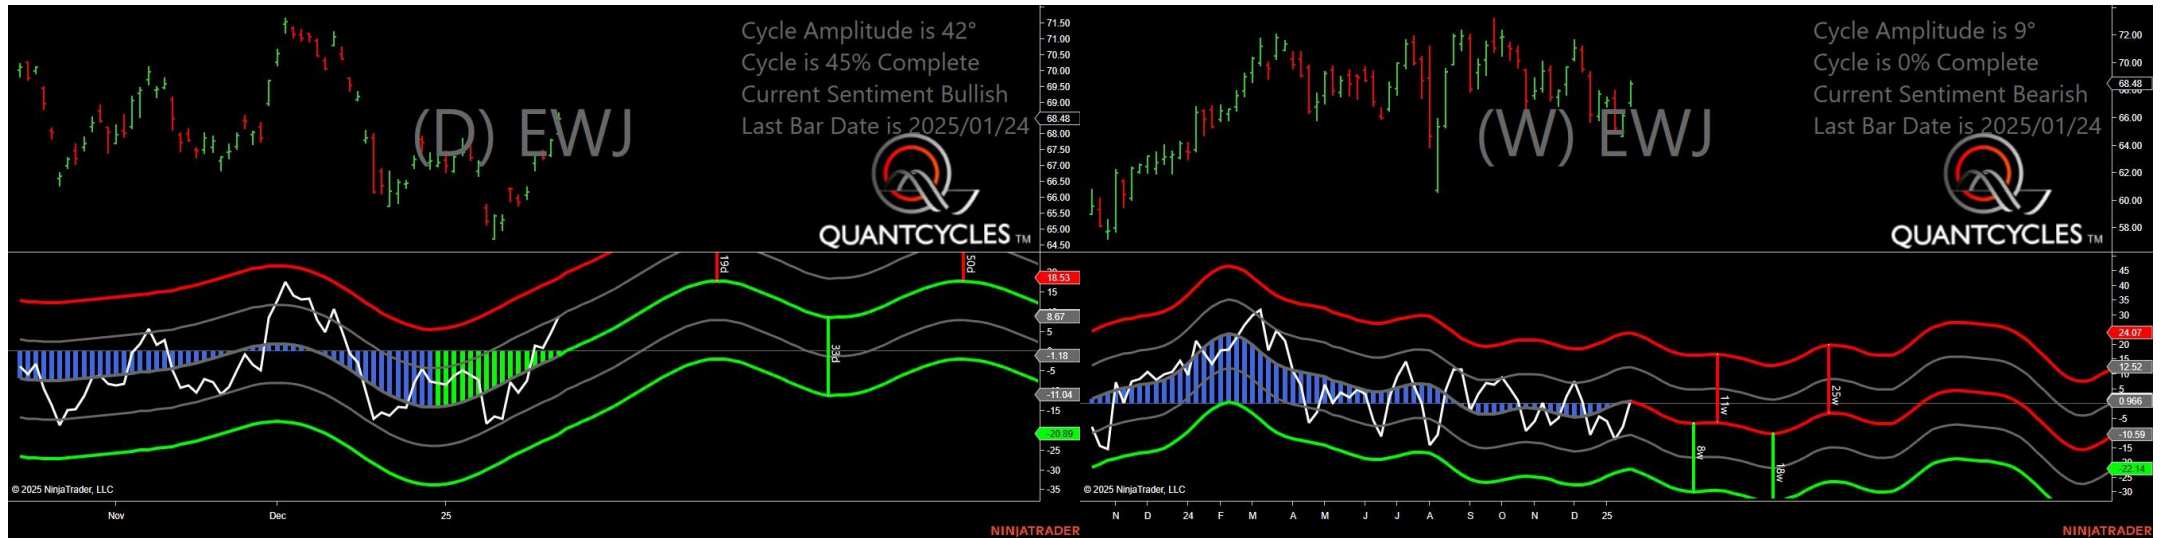 Cycle Amplitude is 42°
Cycle is 45% Complete
Current Sentiment Bullish
Last Bar Date is 2025/01/24
(D) EWJ
QUANTCYCLES TM
71.50
71.00
70.50
70.00
69.50
69.00
68.48
68.00
67.50
67.00
66.50
66.00
65.50
65.00
64.50
19d
50d
33d
18.53
15
8.67
5
-1.18
-5
-11.04
-15
-20.89
-25
-30
-35
© 2025 NinjaTrader, LLC
Nov Dec 25
NINJATRADER
Cycle Amplitude is 9°
Cycle is 0% Complete
Current Sentiment Bearish
Last Bar Date is 2025/01/24
(W) EWJ
QUANTCYCLES TM
72.00
70.00
68.48
66.00
64.00
62.00
60.00
58.00
11w
25w
8w
18w
45
40
35
30
24.07
20
12.52
5
0.966
-5
-10.59
-15
-22.14
-30
© 2025 NinjaTrader, LLC
N D 24 F M A M J J A S O N D 25
NINJATRADER